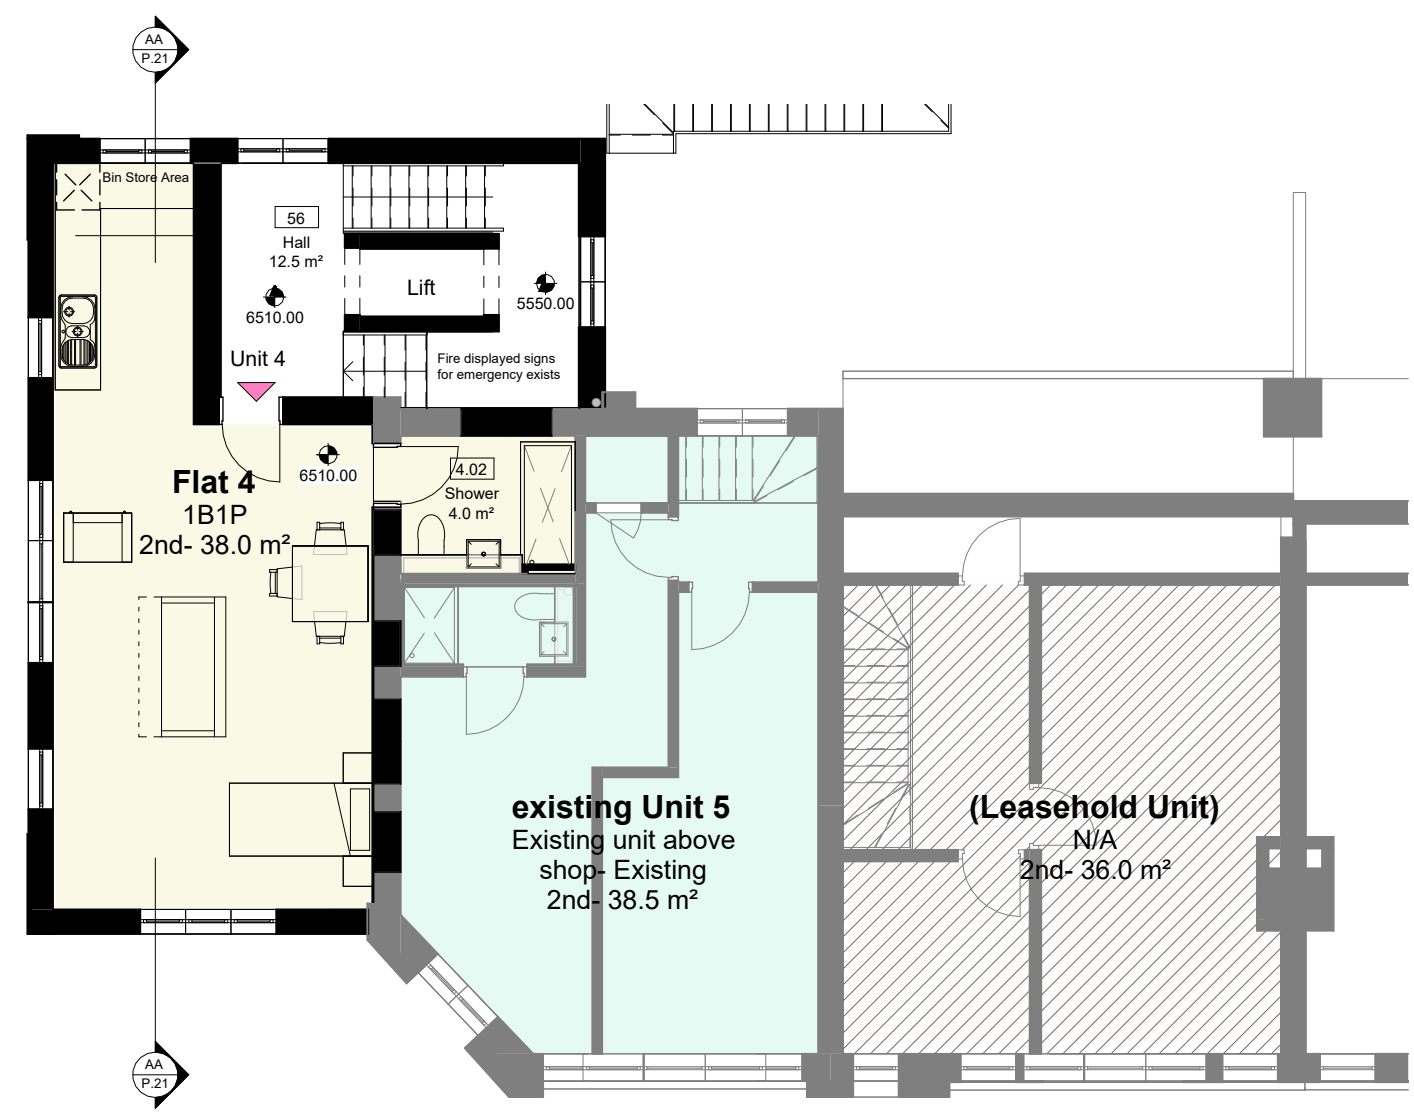 AA
P.21
Bin Store Area
56
Hall
12.5 m²
Lift
6510.00
5550.00
Unit 4
Fire displayed signs
for emergency exists
Flat 4
1B1P
2nd- 38.0 m²
6510.00
4.02
Shower
4.0 m²
existing Unit 5
Existing unit above
shop- Existing
2nd- 38.5 m²
(Leasehold Unit)
N/A
2nd- 36.0 m²
AA
P.21